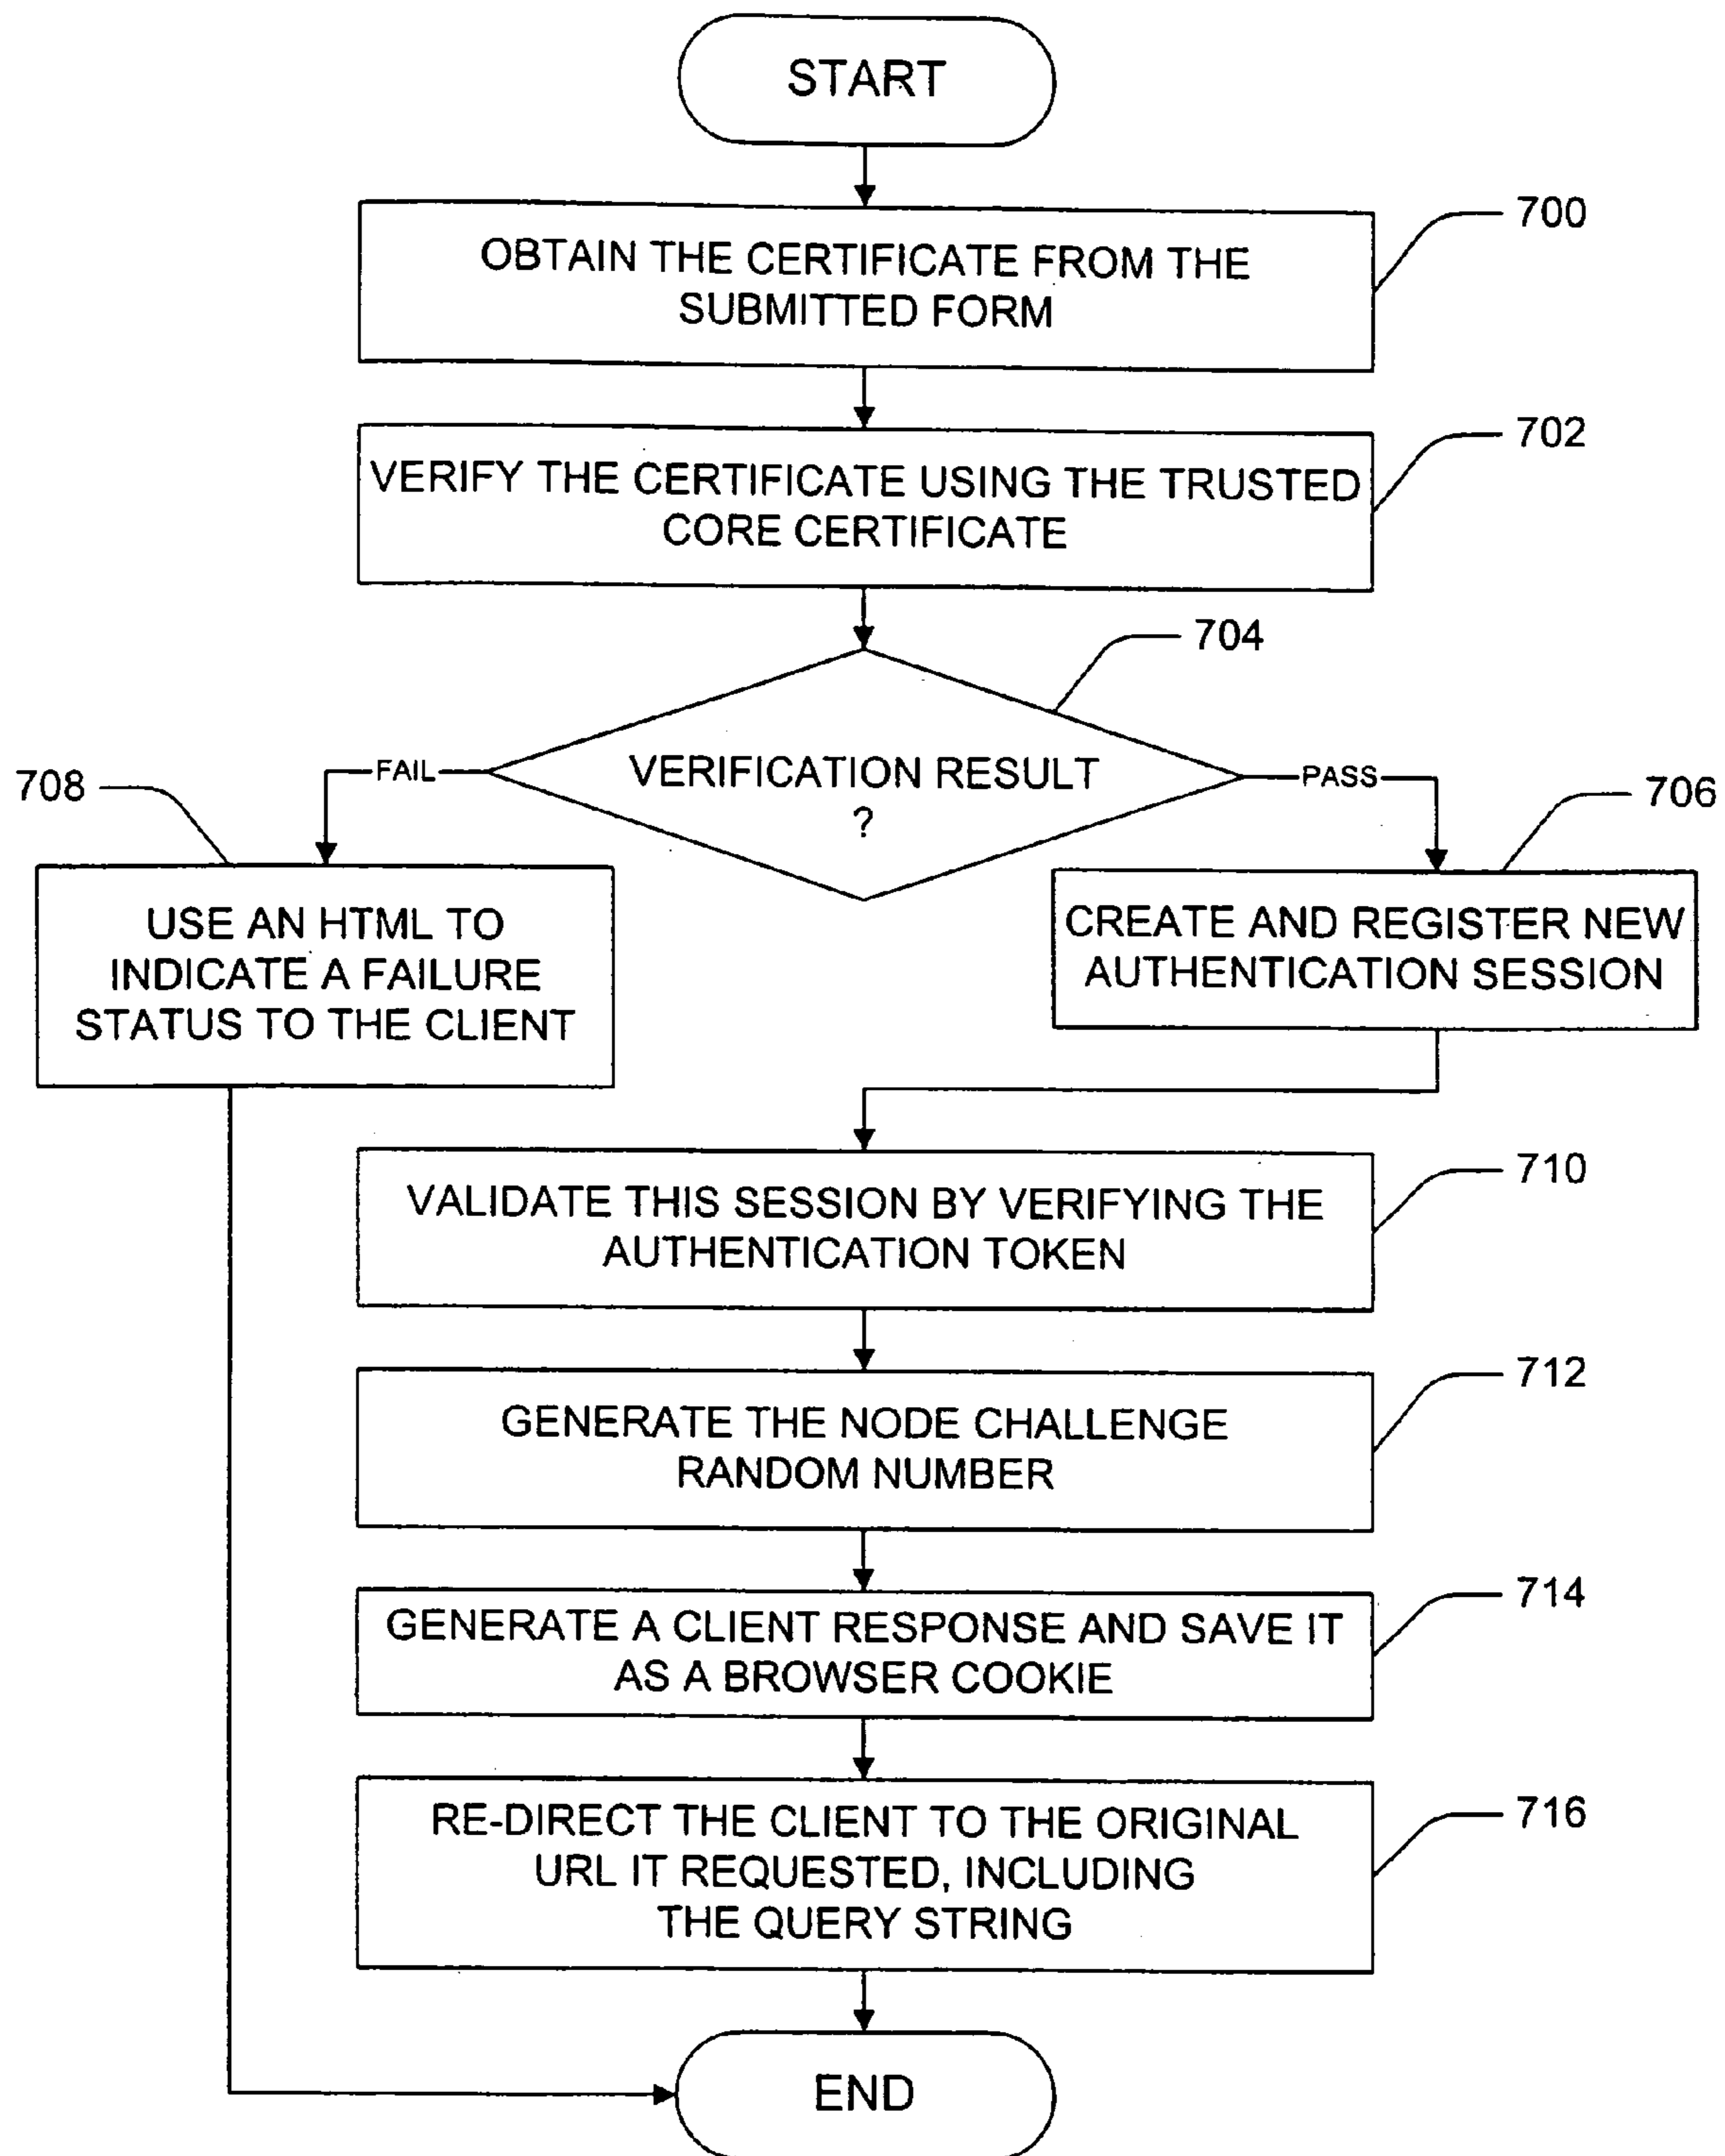 START
700
OBTAIN THE CERTIFICATE FROM THE
SUBMITTED FORM
702
VERIFY THE CERTIFICATE USING THE TRUSTED
CORE CERTIFICATE
704
VERIFICATION RESULT
?
FAIL
PASS
708
706
USE AN HTML TO
INDICATE A FAILURE
STATUS TO THE CLIENT
CREATE AND REGISTER NEW
AUTHENTICATION SESSION
710
VALIDATE THIS SESSION BY VERIFYING THE
AUTHENTICATION TOKEN
712
GENERATE THE NODE CHALLENGE
RANDOM NUMBER
714
GENERATE A CLIENT RESPONSE AND SAVE IT
AS A BROWSER COOKIE
716
RE-DIRECT THE CLIENT TO THE ORIGINAL
URL IT REQUESTED, INCLUDING
THE QUERY STRING
END